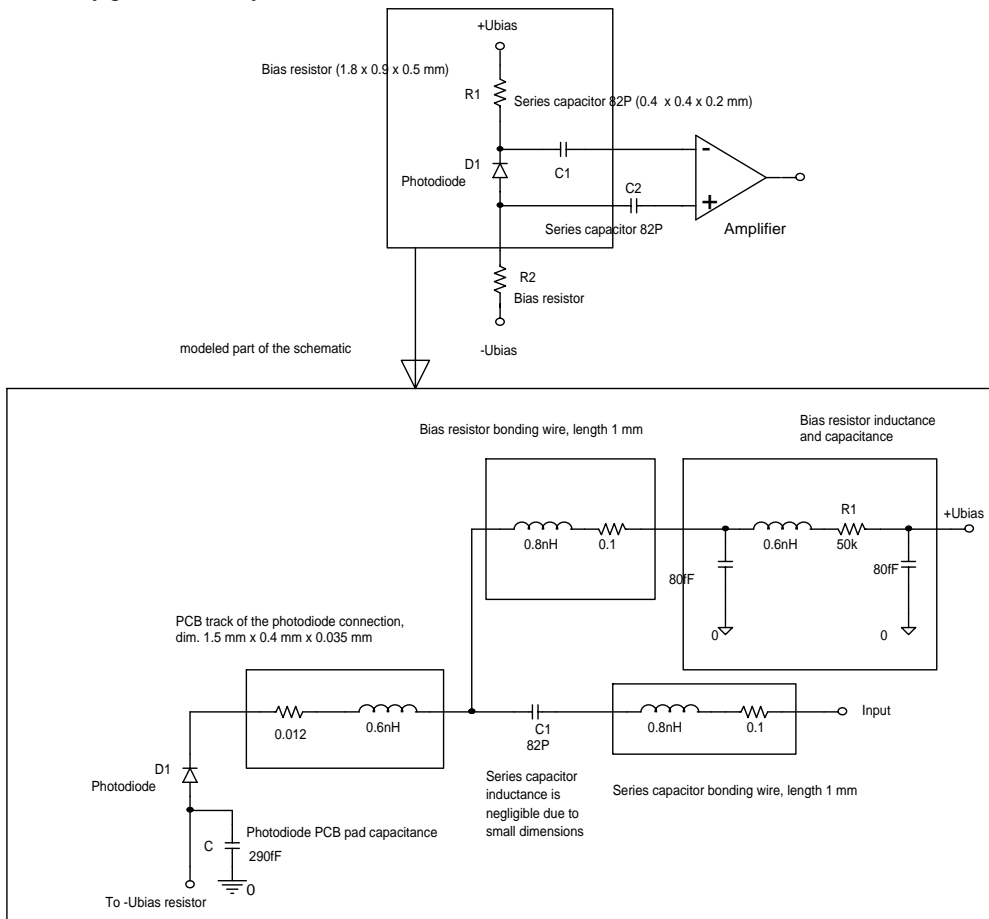 +Ubias
Bias resistor (1.8 x 0.9 x 0.5 mm)
R1
Series capacitor 82P (0.4 x 0.4 x 0.2 mm)
D1
Photodiode
C1
-
C2
+
Amplifier
Series capacitor 82P
R2
Bias resistor
-Ubias
modeled part of the schematic
Bias resistor bonding wire, length 1 mm
Bias resistor inductance
and capacitance
0.8nH
0.1
0.6nH
R1
50k
+Ubias
80fF
80fF
0
0
PCB track of the photodiode connection,
dim. 1.5 mm x 0.4 mm x 0.035 mm
0.012
0.6nH
C1
82P
0.8nH
0.1
Input
D1
Photodiode
Series capacitor
inductance is
negligible due to
small dimensions
Series capacitor bonding wire, length 1 mm
Photodiode PCB pad capacitance
C
290fF
0
To -Ubias resistor